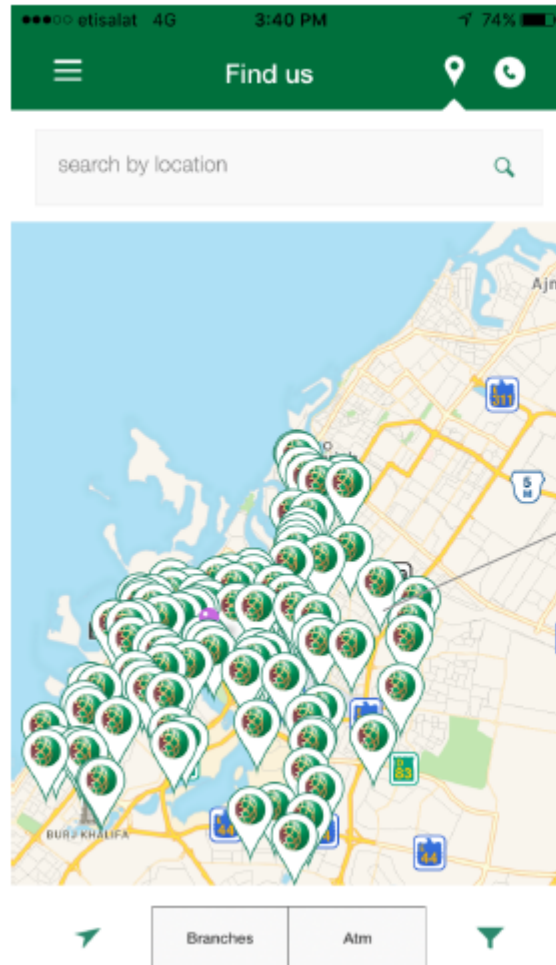 etisalat 4G 3:40 PM 74%
Find us
search by location
Ajm
311
5
83
44
44
BURJ KHALIFA
Branches Atm